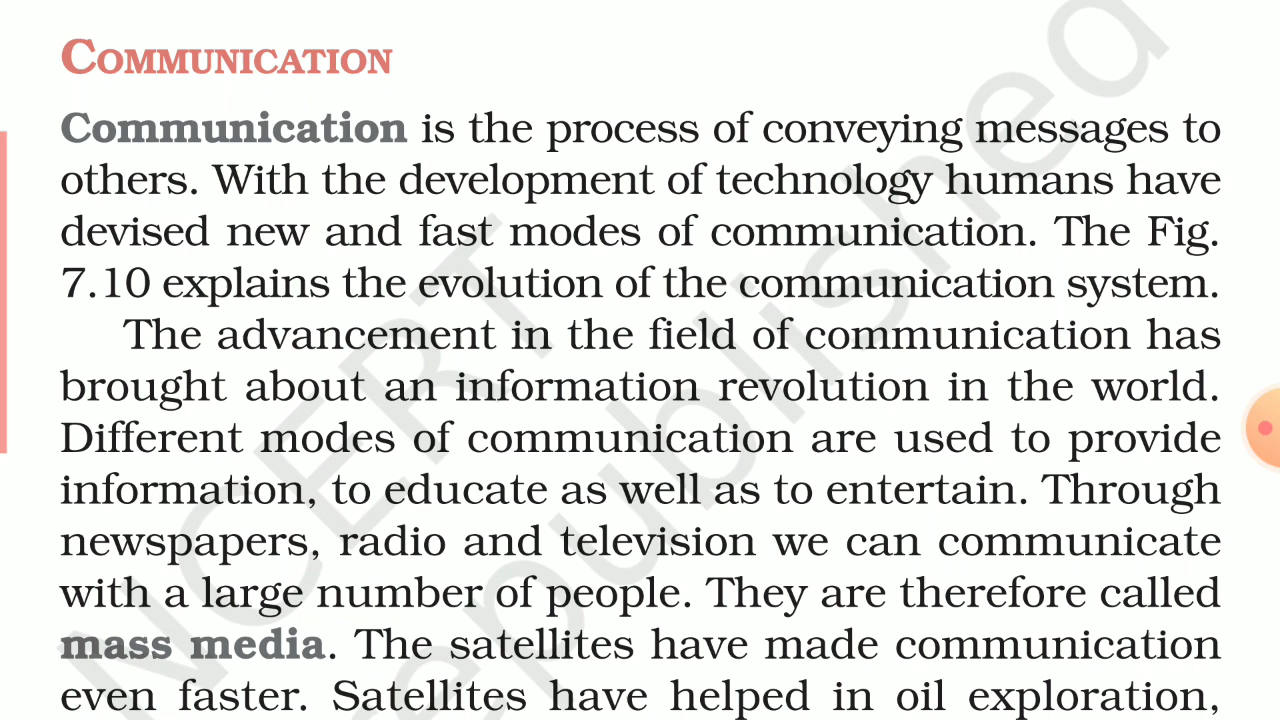 COMMUNICATION
Communication is the process of conveying messages to
others. With the development of technology humans have
devised new and fast modes of communication. The Fig.
7.10 explains the evolution of the communication system.
The advancement in the field of communication has
brought about an information revolution in the world.
Different modes of communication are used to provide
information, to educate as well as to entertain. Through
newspapers, radio and television we can communicate
with a large number of people. They are therefore called
mass media. The satellites have made communication
even faster. Satellites have helped in oil exploration,
NCERT
republished